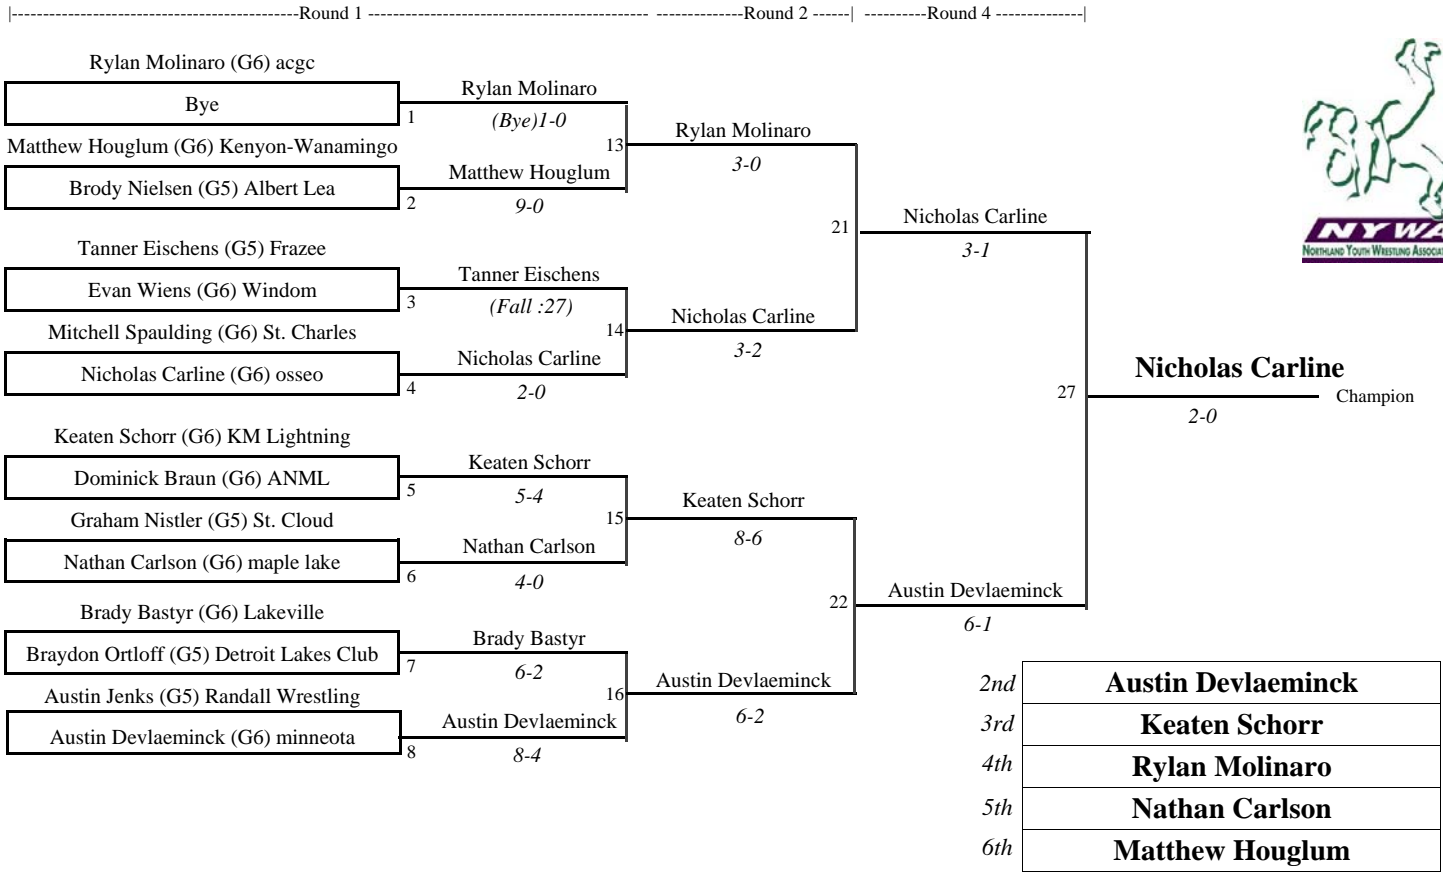 |----------------------------------------------Round 1 --------------------------------------------- --------------Round 2 ------| ----------Round 4 --------------|
Rylan Molinaro (G6) acgc
Bye
1
Matthew Houglum (G6) Kenyon-Wanamingo
Brody Nielsen (G5) Albert Lea
2
Tanner Eischens (G5) Frazee
Evan Wiens (G6) Windom
3
Mitchell Spaulding (G6) St. Charles
Nicholas Carline (G6) osseo
4
Keaten Schorr (G6) KM Lightning
Dominick Braun (G6) ANML
5
Graham Nistler (G5) St. Cloud
Nathan Carlson (G6) maple lake
6
Brady Bastyr (G6) Lakeville
Braydon Ortloff (G5) Detroit Lakes Club
7
Austin Jenks (G5) Randall Wrestling
Austin Devlaeminck (G6) minneota
8
Rylan Molinaro
(Bye)1-0
13
Matthew Houglum
9-0
Tanner Eischens
(Fall :27)
14
Nicholas Carline
2-0
Keaten Schorr
5-4
15
Nathan Carlson
4-0
Brady Bastyr
6-2
16
Austin Devlaeminck
8-4
Rylan Molinaro
3-0
21
Nicholas Carline
3-2
Keaten Schorr
8-6
22
Austin Devlaeminck
6-2
Nicholas Carline
3-1
27
Austin Devlaeminck
6-1
Nicholas Carline
Champion
2-0
NYWA
NORTHLAND YOUTH WRESTLING
2nd Austin Devlaeminck
3rd Keaten Schorr
4th Rylan Molinaro
5th Nathan Carlson
6th Matthew Houglum